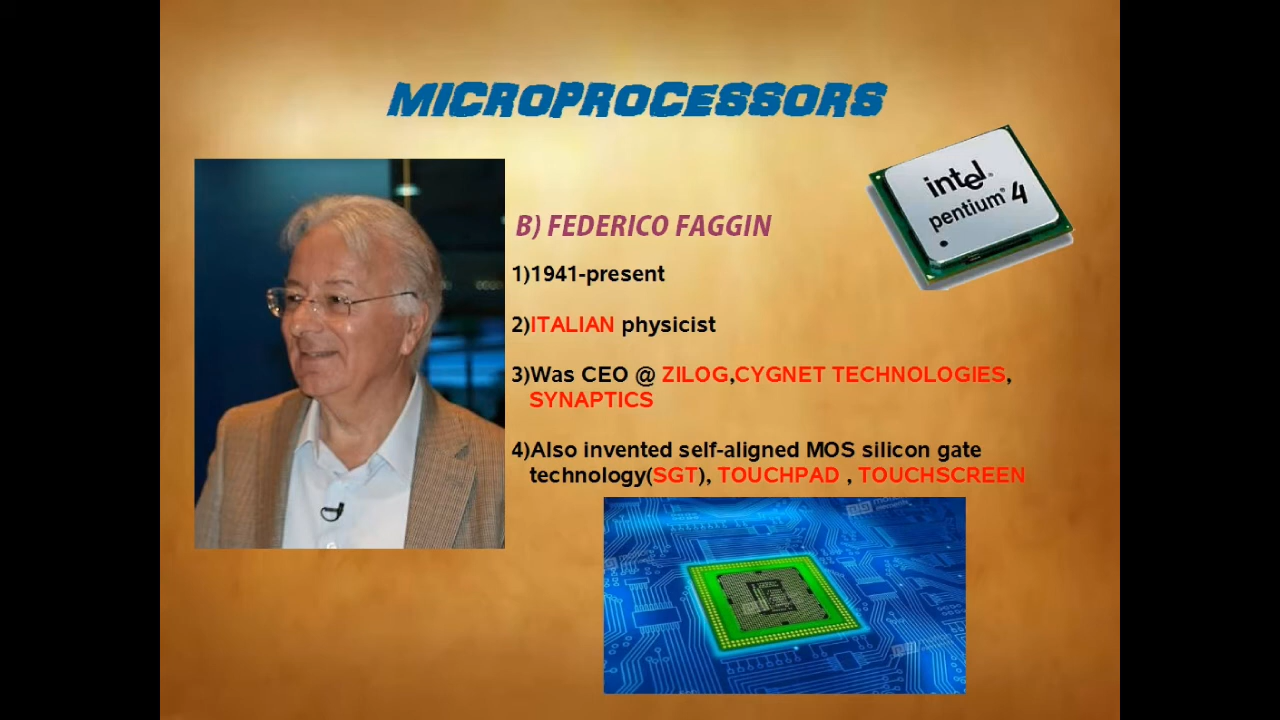 MICROPROCESSORS
intel
pentium® 4
B) FEDERICO FAGGIN
1)1941-present
2)ITALIAN physicist
3)Was CEO @ ZILOG,CYGNET TECHNOLOGIES,
SYNAPTICS
4)Also invented self-aligned MOS silicon gate
technology(SGT), TOUCHPAD , TOUCHSCREEN